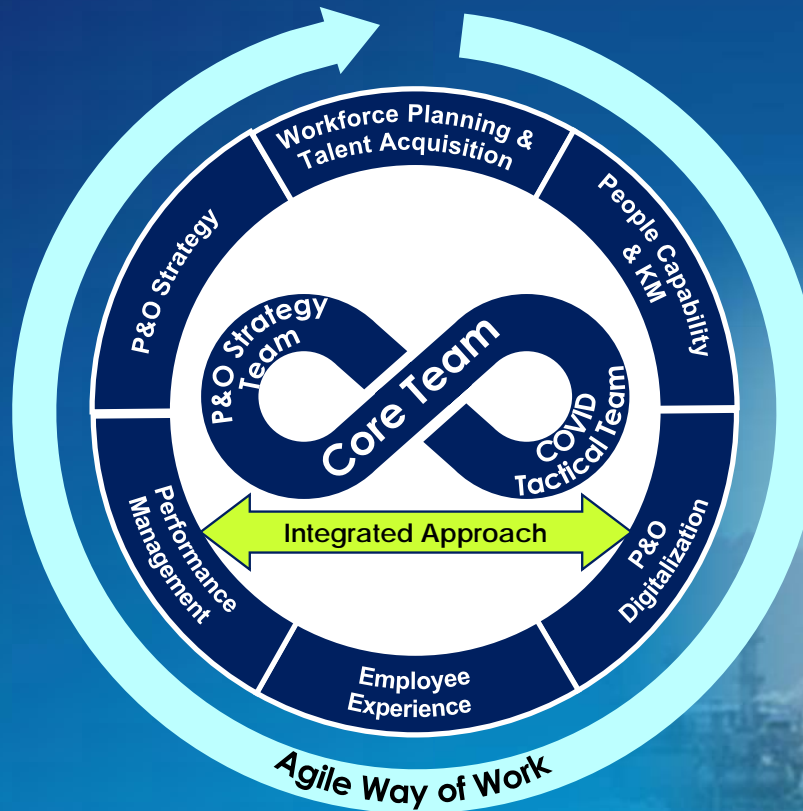 Workforce Planning &
Talent Acquisition
P&O Strategy
People Capability
& KM
P&O Strategy
Team
Core Team
COVID
Tactical Team
Integrated Approach
Performance
Management
P&O
Digitalization
Employee
Experience
Agile Way of Work